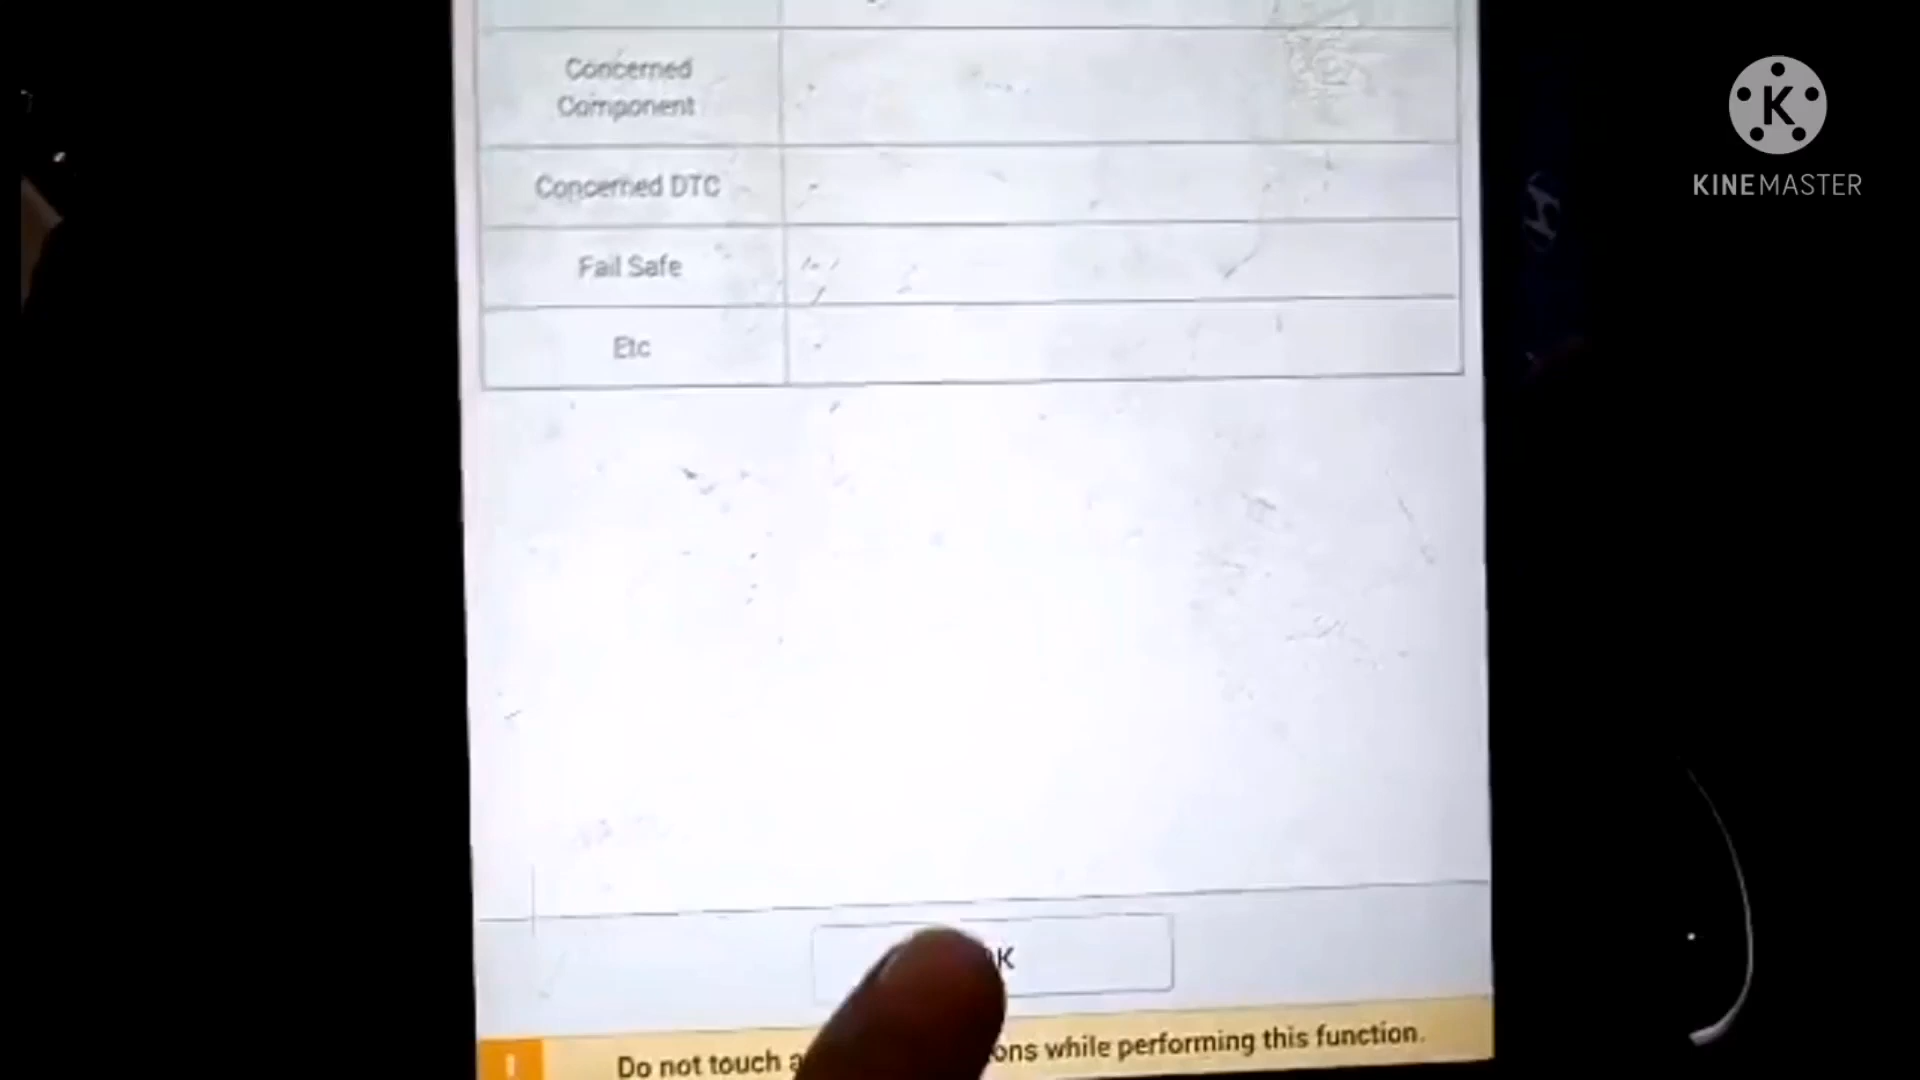 Concerned
Component
Concerned DTC
-
Fail Safe
-
Etc
-
K
Do not touch a ons while performing this function.
K
KINEMASTER